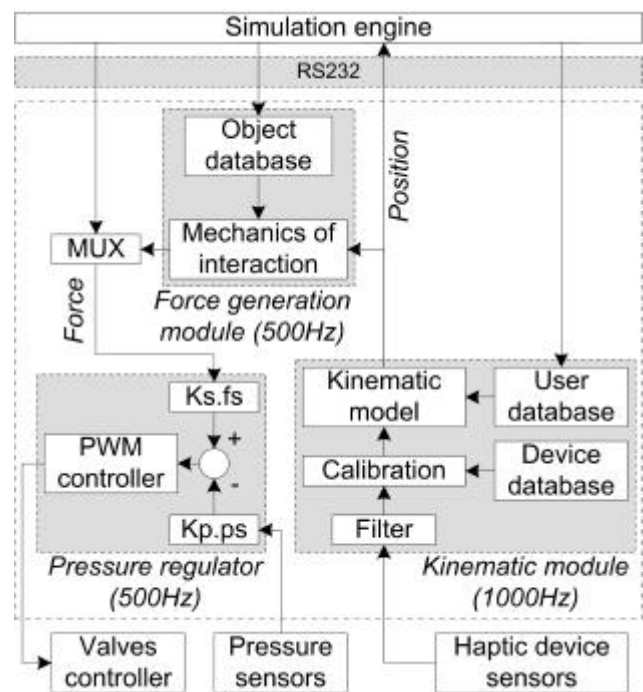 Simulation engine
RS232
Object
database
Position
MUX
Mechanics of
interaction
Force
Force generation
module (500Hz)
Ks.fs
Kinematic
model
User
database
PWM
controller
+
-
Calibration
Device
database
Kp.ps
Filter
Pressure regulator
(500Hz)
Kinematic module
(1000Hz)
Valves
controller
Pressure
sensors
Haptic device
sensors